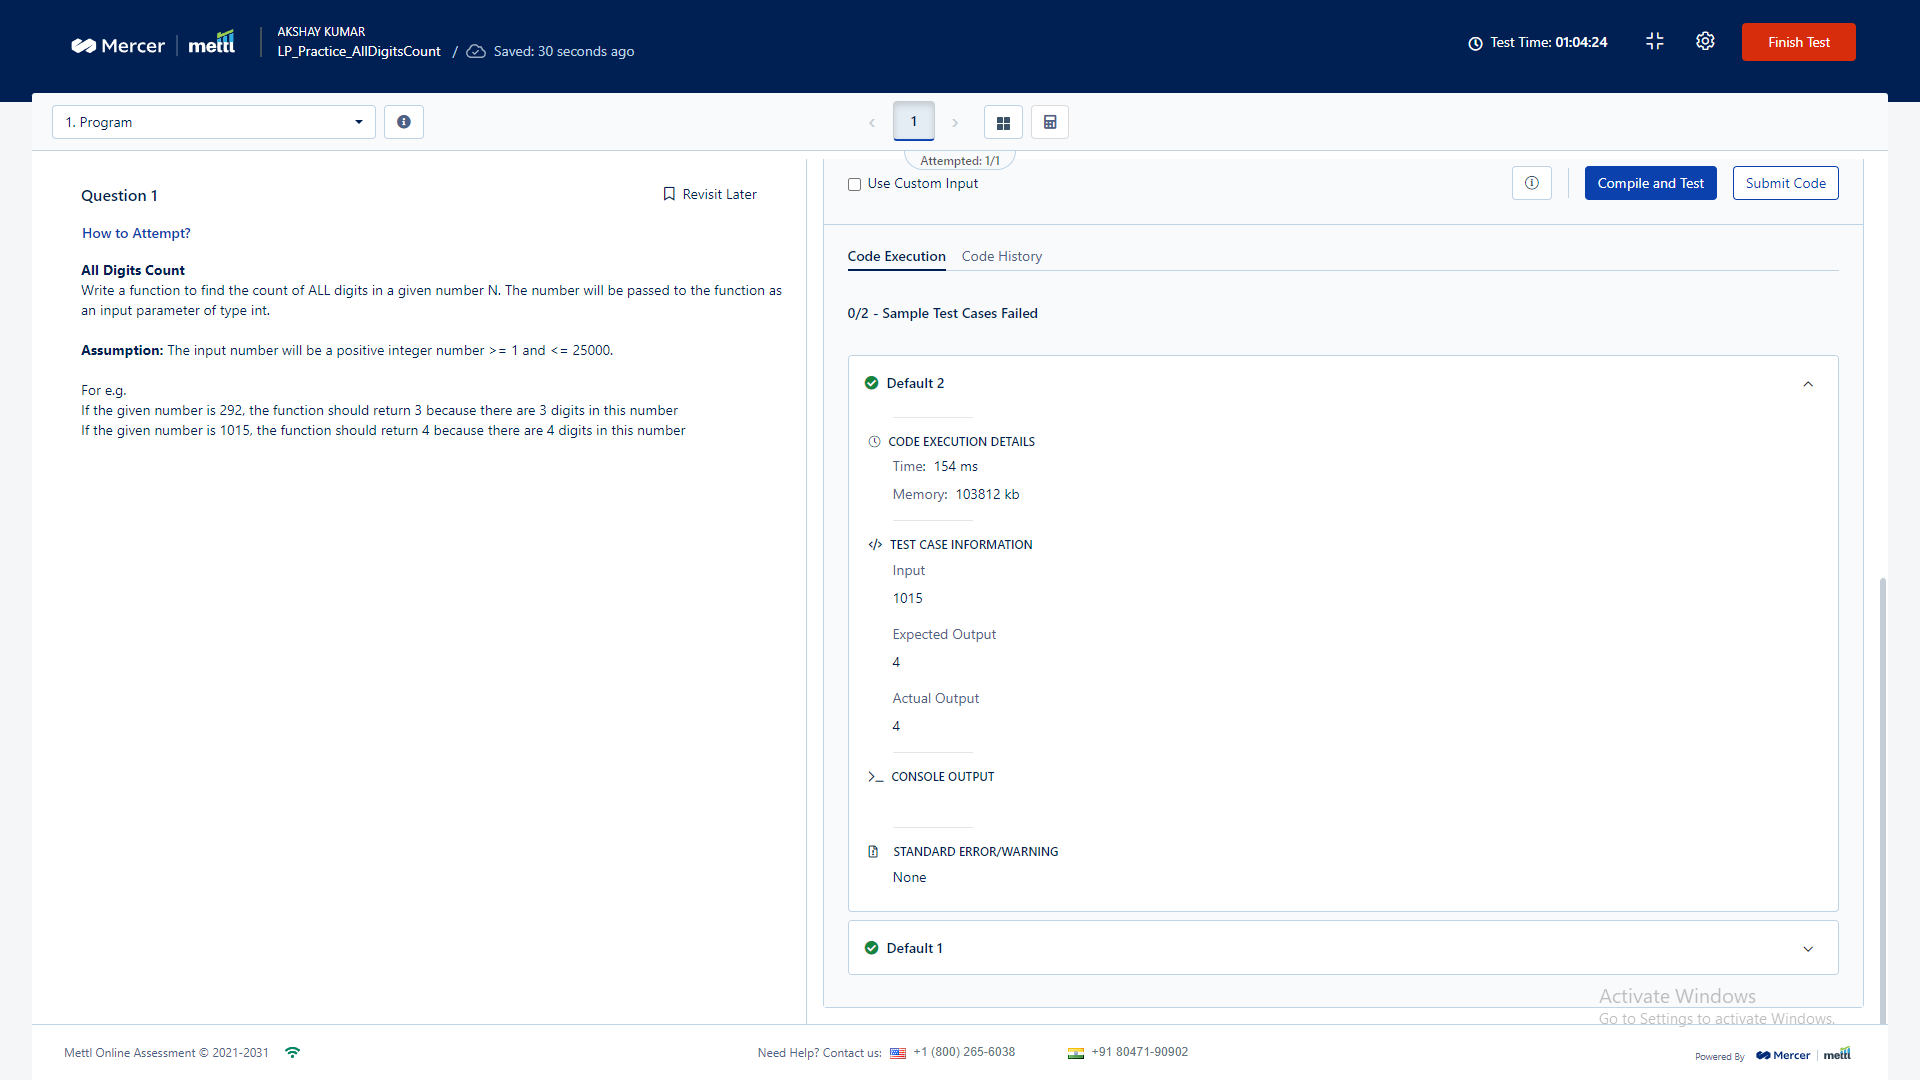 Mercer | mettl
AKSHAY KUMAR
LP_Practice_AllDigitsCount / Saved: 30 seconds ago
Test Time: 01:04:24
Finish Test
1. Program
1
Attempted: 1/1
Question 1
Revisit Later
How to Attempt?
All Digits Count
Write a function to find the count of ALL digits in a given number N. The number will be passed to the function as
an input parameter of type int.
Assumption: The input number will be a positive integer number >= 1 and <= 25000.
For e.g.
If the given number is 292, the function should return 3 because there are 3 digits in this number
If the given number is 1015, the function should return 4 because there are 4 digits in this number
Use Custom Input
Compile and Test
Submit Code
Code Execution
Code History
0/2 - Sample Test Cases Failed
Default 2
CODE EXECUTION DETAILS
Time: 154 ms
Memory: 103812 kb
</> TEST CASE INFORMATION
Input
1015
Expected Output
4
Actual Output
4
>_ CONSOLE OUTPUT
STANDARD ERROR/WARNING
None
Default 1
Activate Windows
Go to Settings to activate Windows.
Mettl Online Assessment © 2021-2031
Need Help? Contact us: +1 (800) 265-6038
+91 80471-90902
Powered By Mercer | mettl